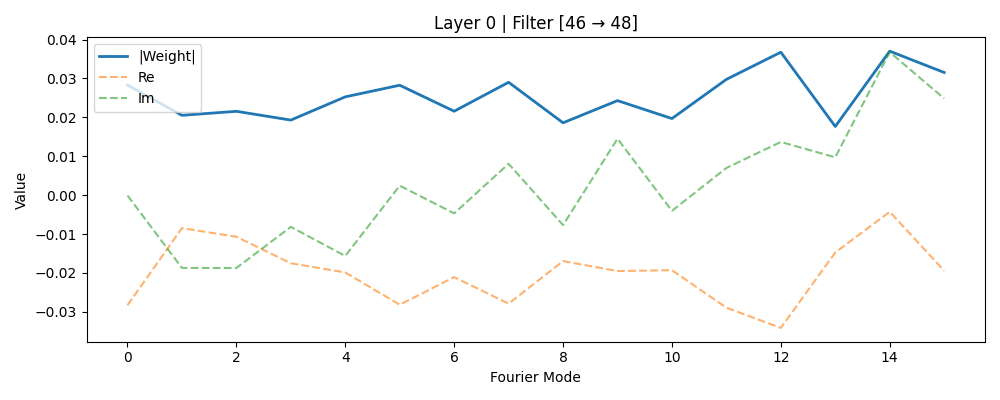 Layer 0 | Filter [46 → 48]
0.04
0.03
0.02
0.01
0.00
−0.01
−0.02
−0.03
Value
|Weight|
Re
Im
0 2 4 6 8 10 12 14
Fourier Mode